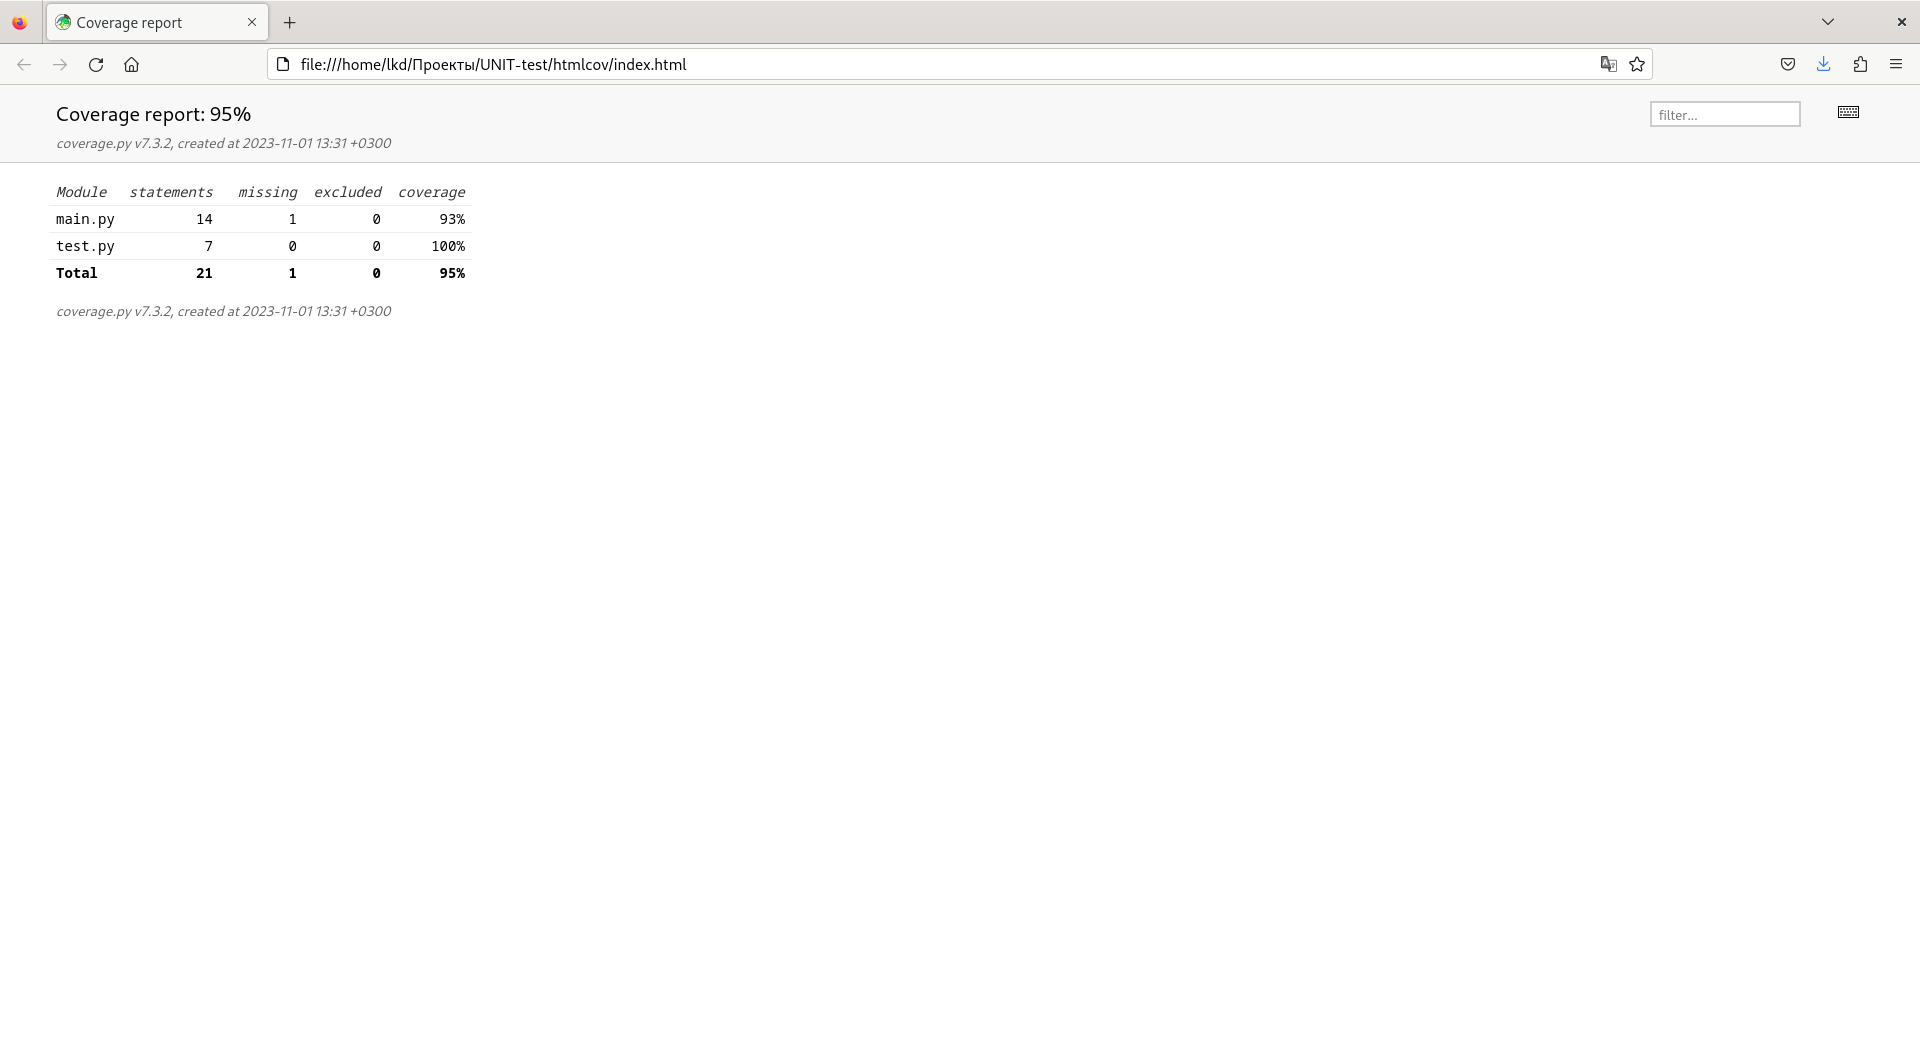 Coverage report
file:///home/lkd/Проекты/UNIT-test/htmlcov/index.html
Coverage report: 95%
filter...
coverage.py v7.3.2, created at 2023-11-01 13:31 +0300
Module statements missing excluded coverage
main.py 14 1 0 93%
test.py 7 0 0 100%
Total 21 1 0 95%
coverage.py v7.3.2, created at 2023-11-01 13:31 +0300